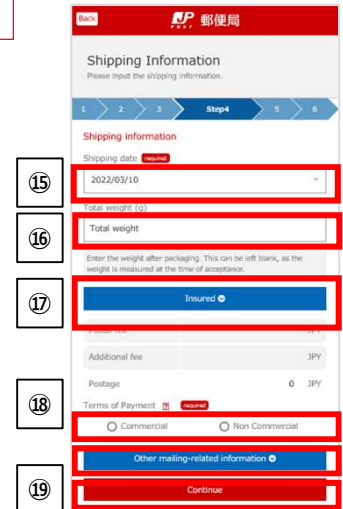 Back
JP POST 郵便局
Shipping Information
Please input the shipping information.
1 2 3 Step4 5 6
Shipping information
Shipping date required
⑮
2022/03/10
Total weight (g)
⑯
Total weight
Enter the weight after packaging. This can be left blank, as the
weight is measured at the time of acceptance.
⑰
Insured
Postal fee JPY
Additional fee JPY
Postage 0 JPY
⑱
Terms of Payment ? required
Commercial Non Commercial
Other mailing-related information
⑲
Continue